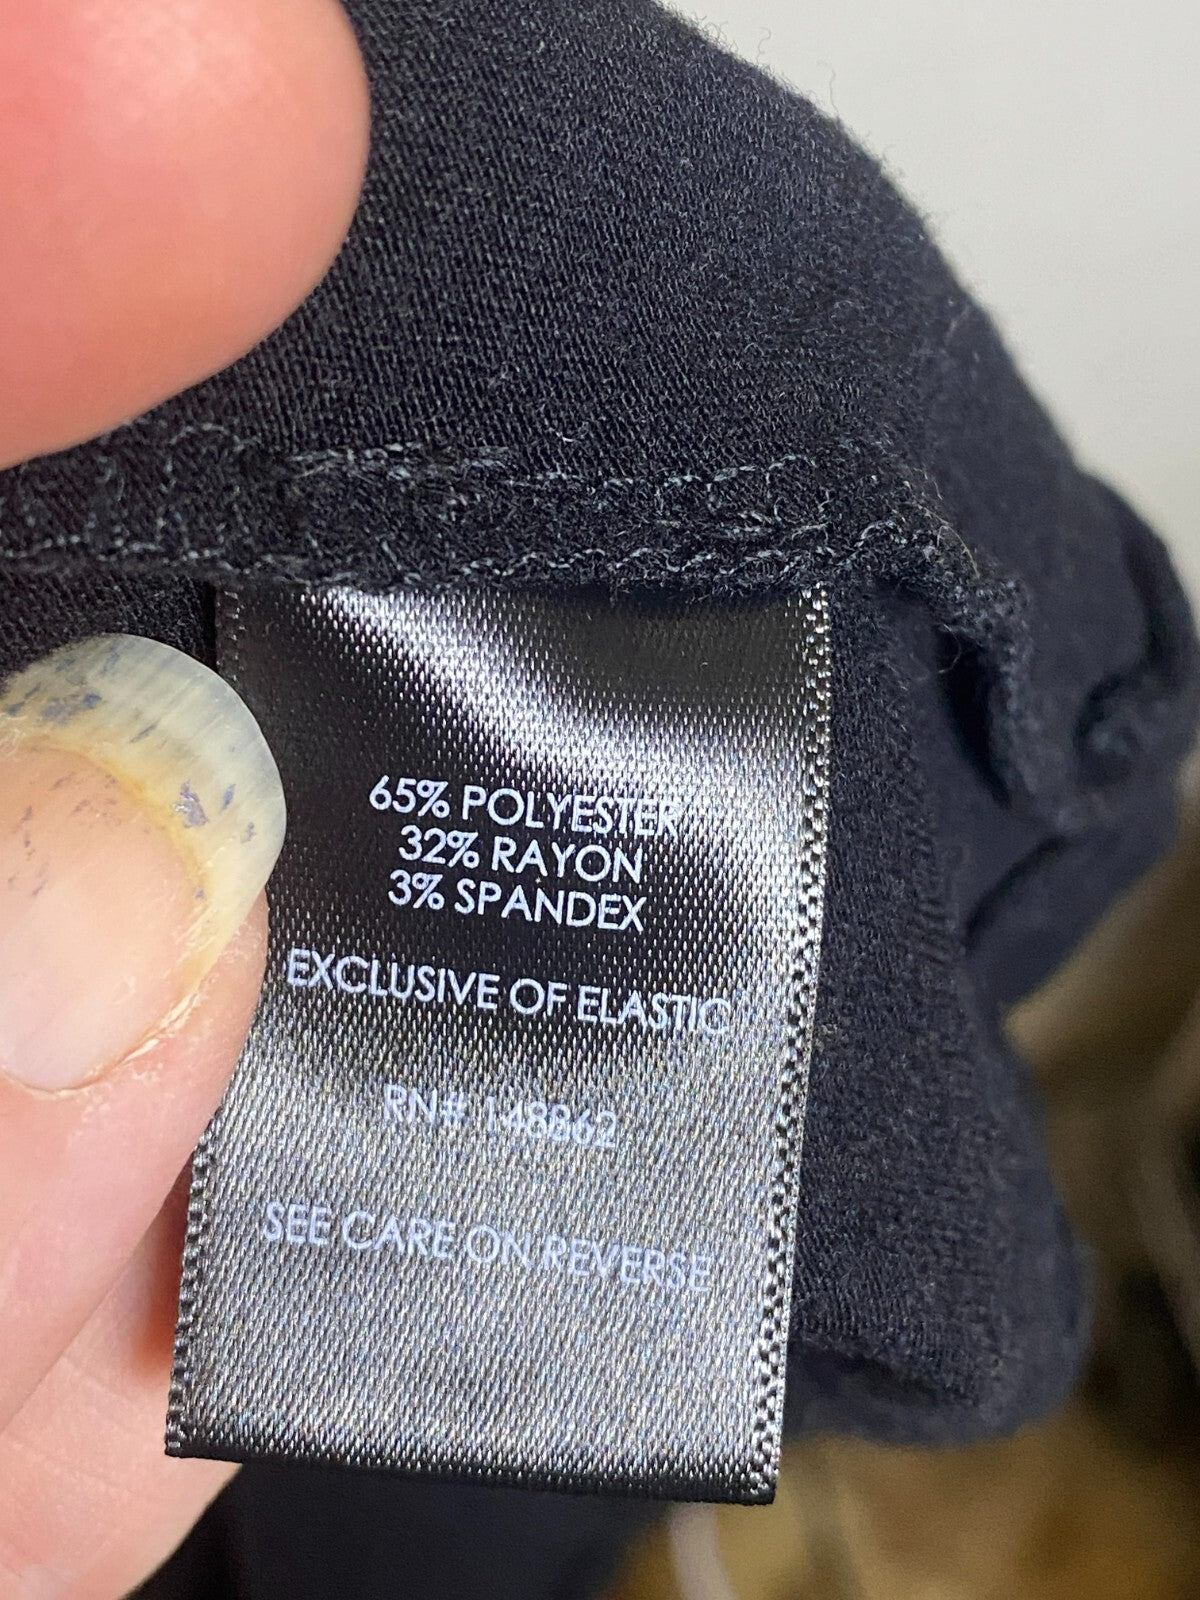 65% POLYESTER
32% RAYON
3% SPANDEX
EXCLUSIVE OF ELASTIC
RN# 148862
SEE CARE ON REVERSE